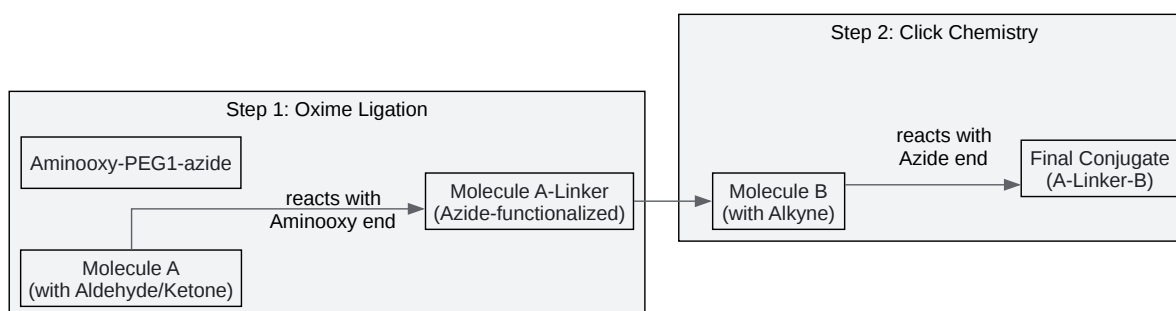 Step 1: Oxime Ligation
Aminooxy-PEG1-azide
Molecule A
(with Aldehyde/Ketone)
reacts with
Aminooxy end
Molecule A-Linker
(Azide-functionalized)
Step 2: Click Chemistry
Molecule B
(with Alkyne)
reacts with
Azide end
Final Conjugate
(A-Linker-B)